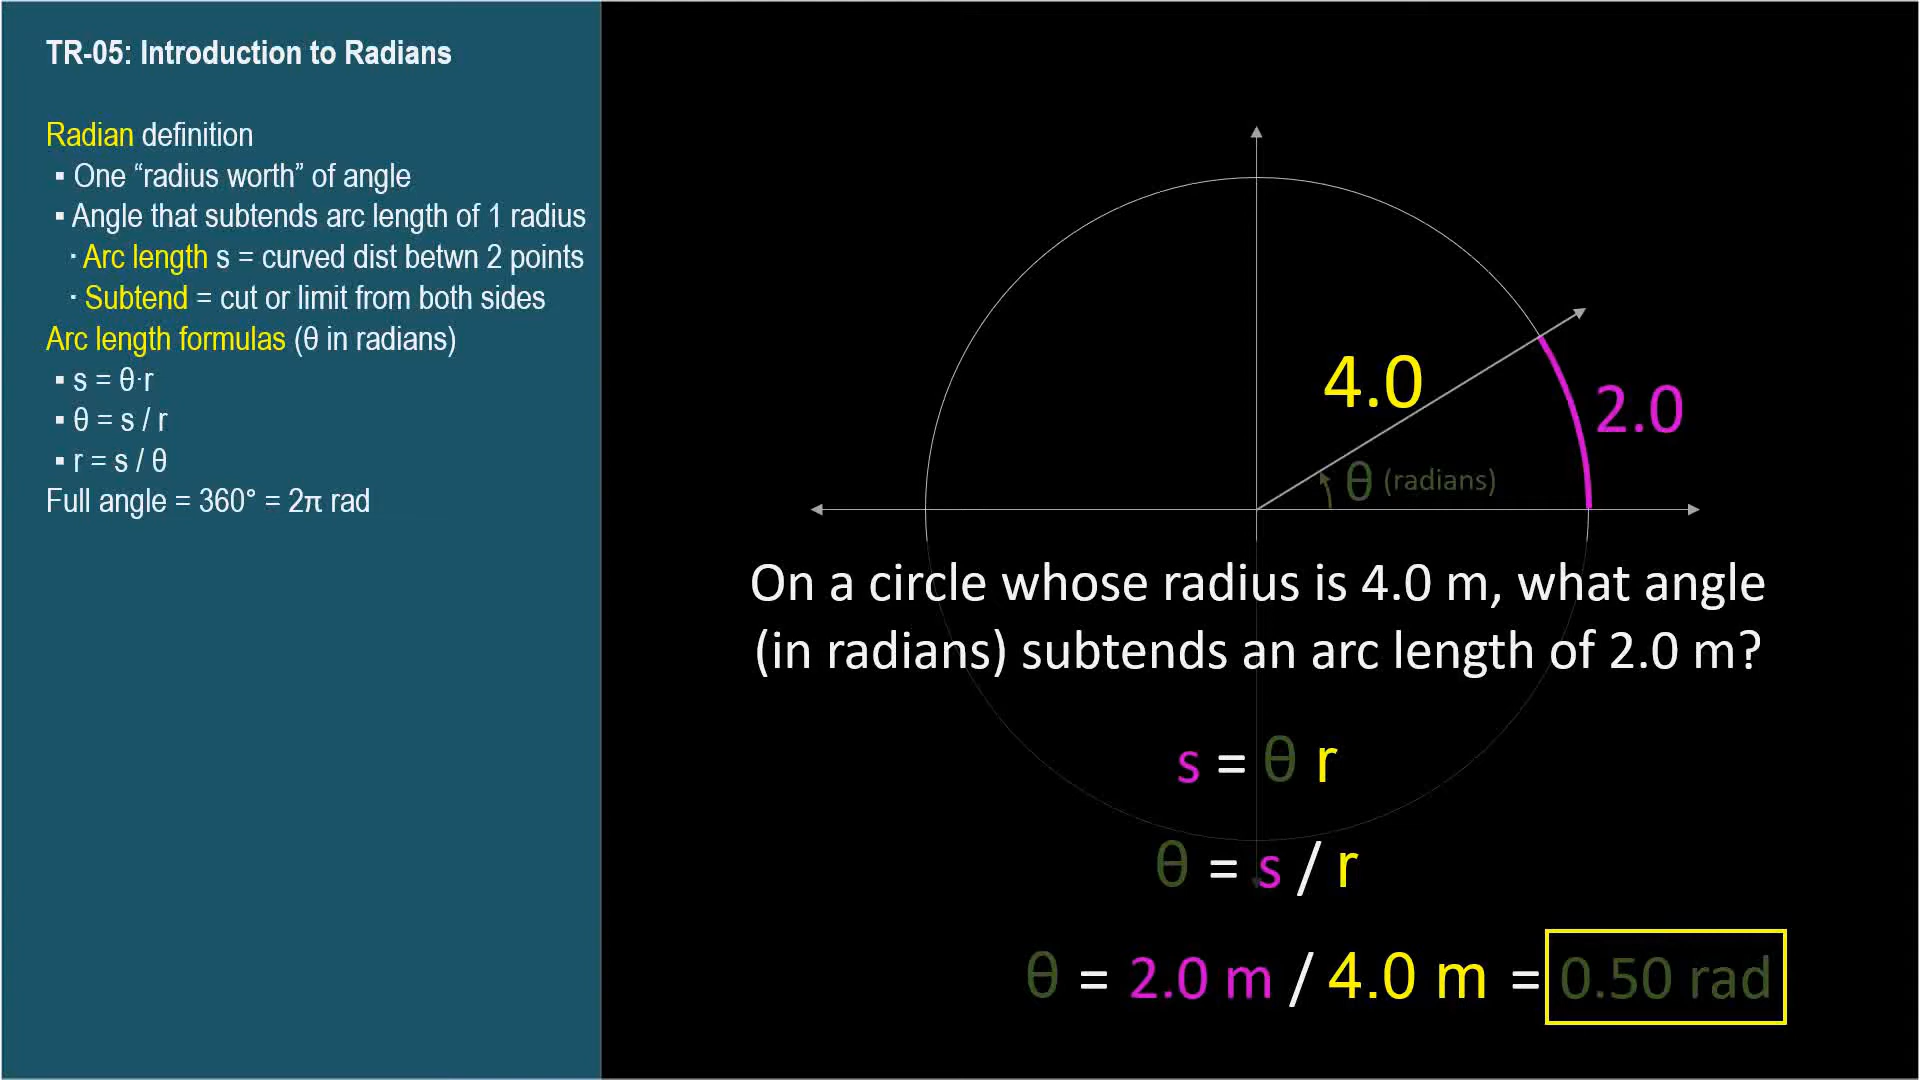 TR-05: Introduction to Radians
Radian definition
▪ One “radius worth” of angle
▪ Angle that subtends arc length of 1 radius
· Arc length s = curved dist betwn 2 points
· Subtend = cut or limit from both sides
Arc length formulas (θ in radians)
▪ s = θ·r
▪ θ = s / r
▪ r = s / θ
Full angle = 360° = 2π rad
4.0
2.0
θ (radians)
On a circle whose radius is 4.0 m, what angle
(in radians) subtends an arc length of 2.0 m?
s = θ r
θ = s / r
θ = 2.0 m / 4.0 m = 0.50 rad